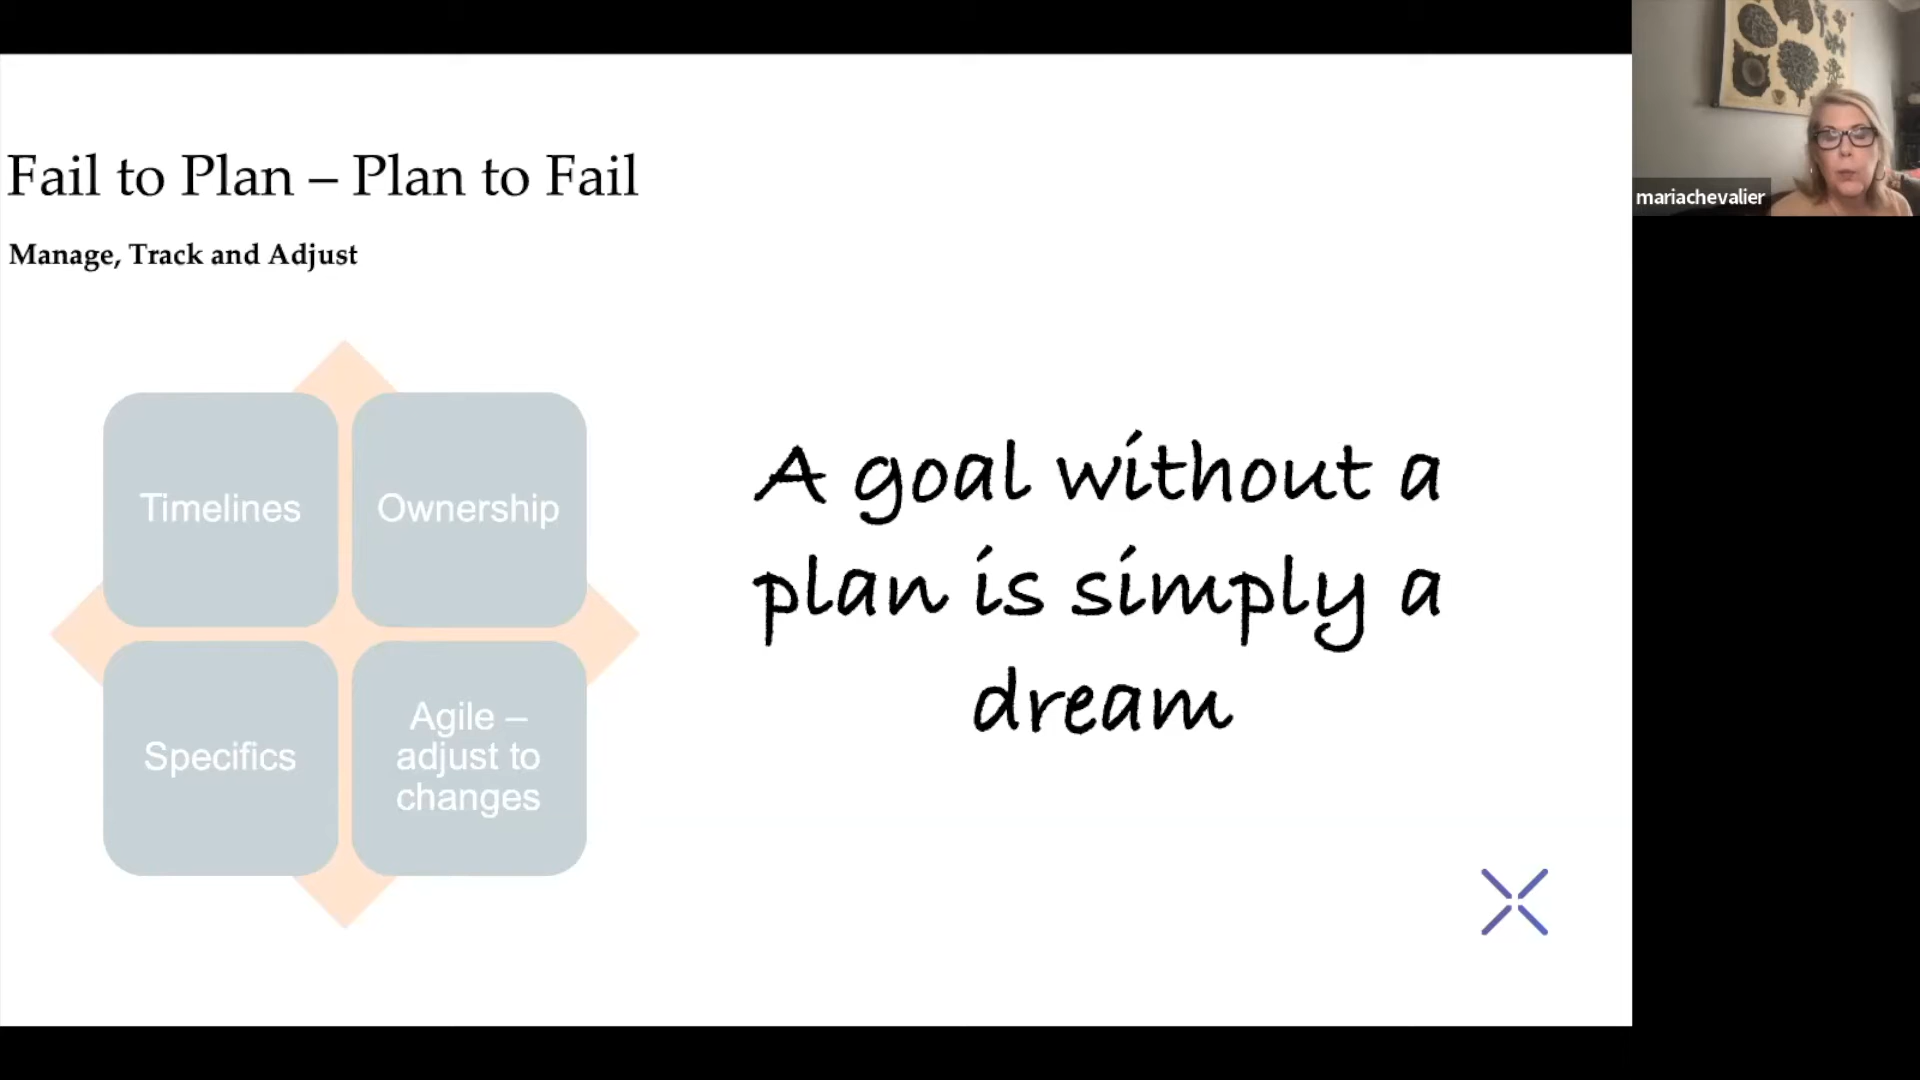 Fail to Plan – Plan to Fail
Manage, Track and Adjust
Timelines
Ownership
Specifics
Agile –
adjust to
changes
A goal without a
plan is simply a
dream
mariachevalier